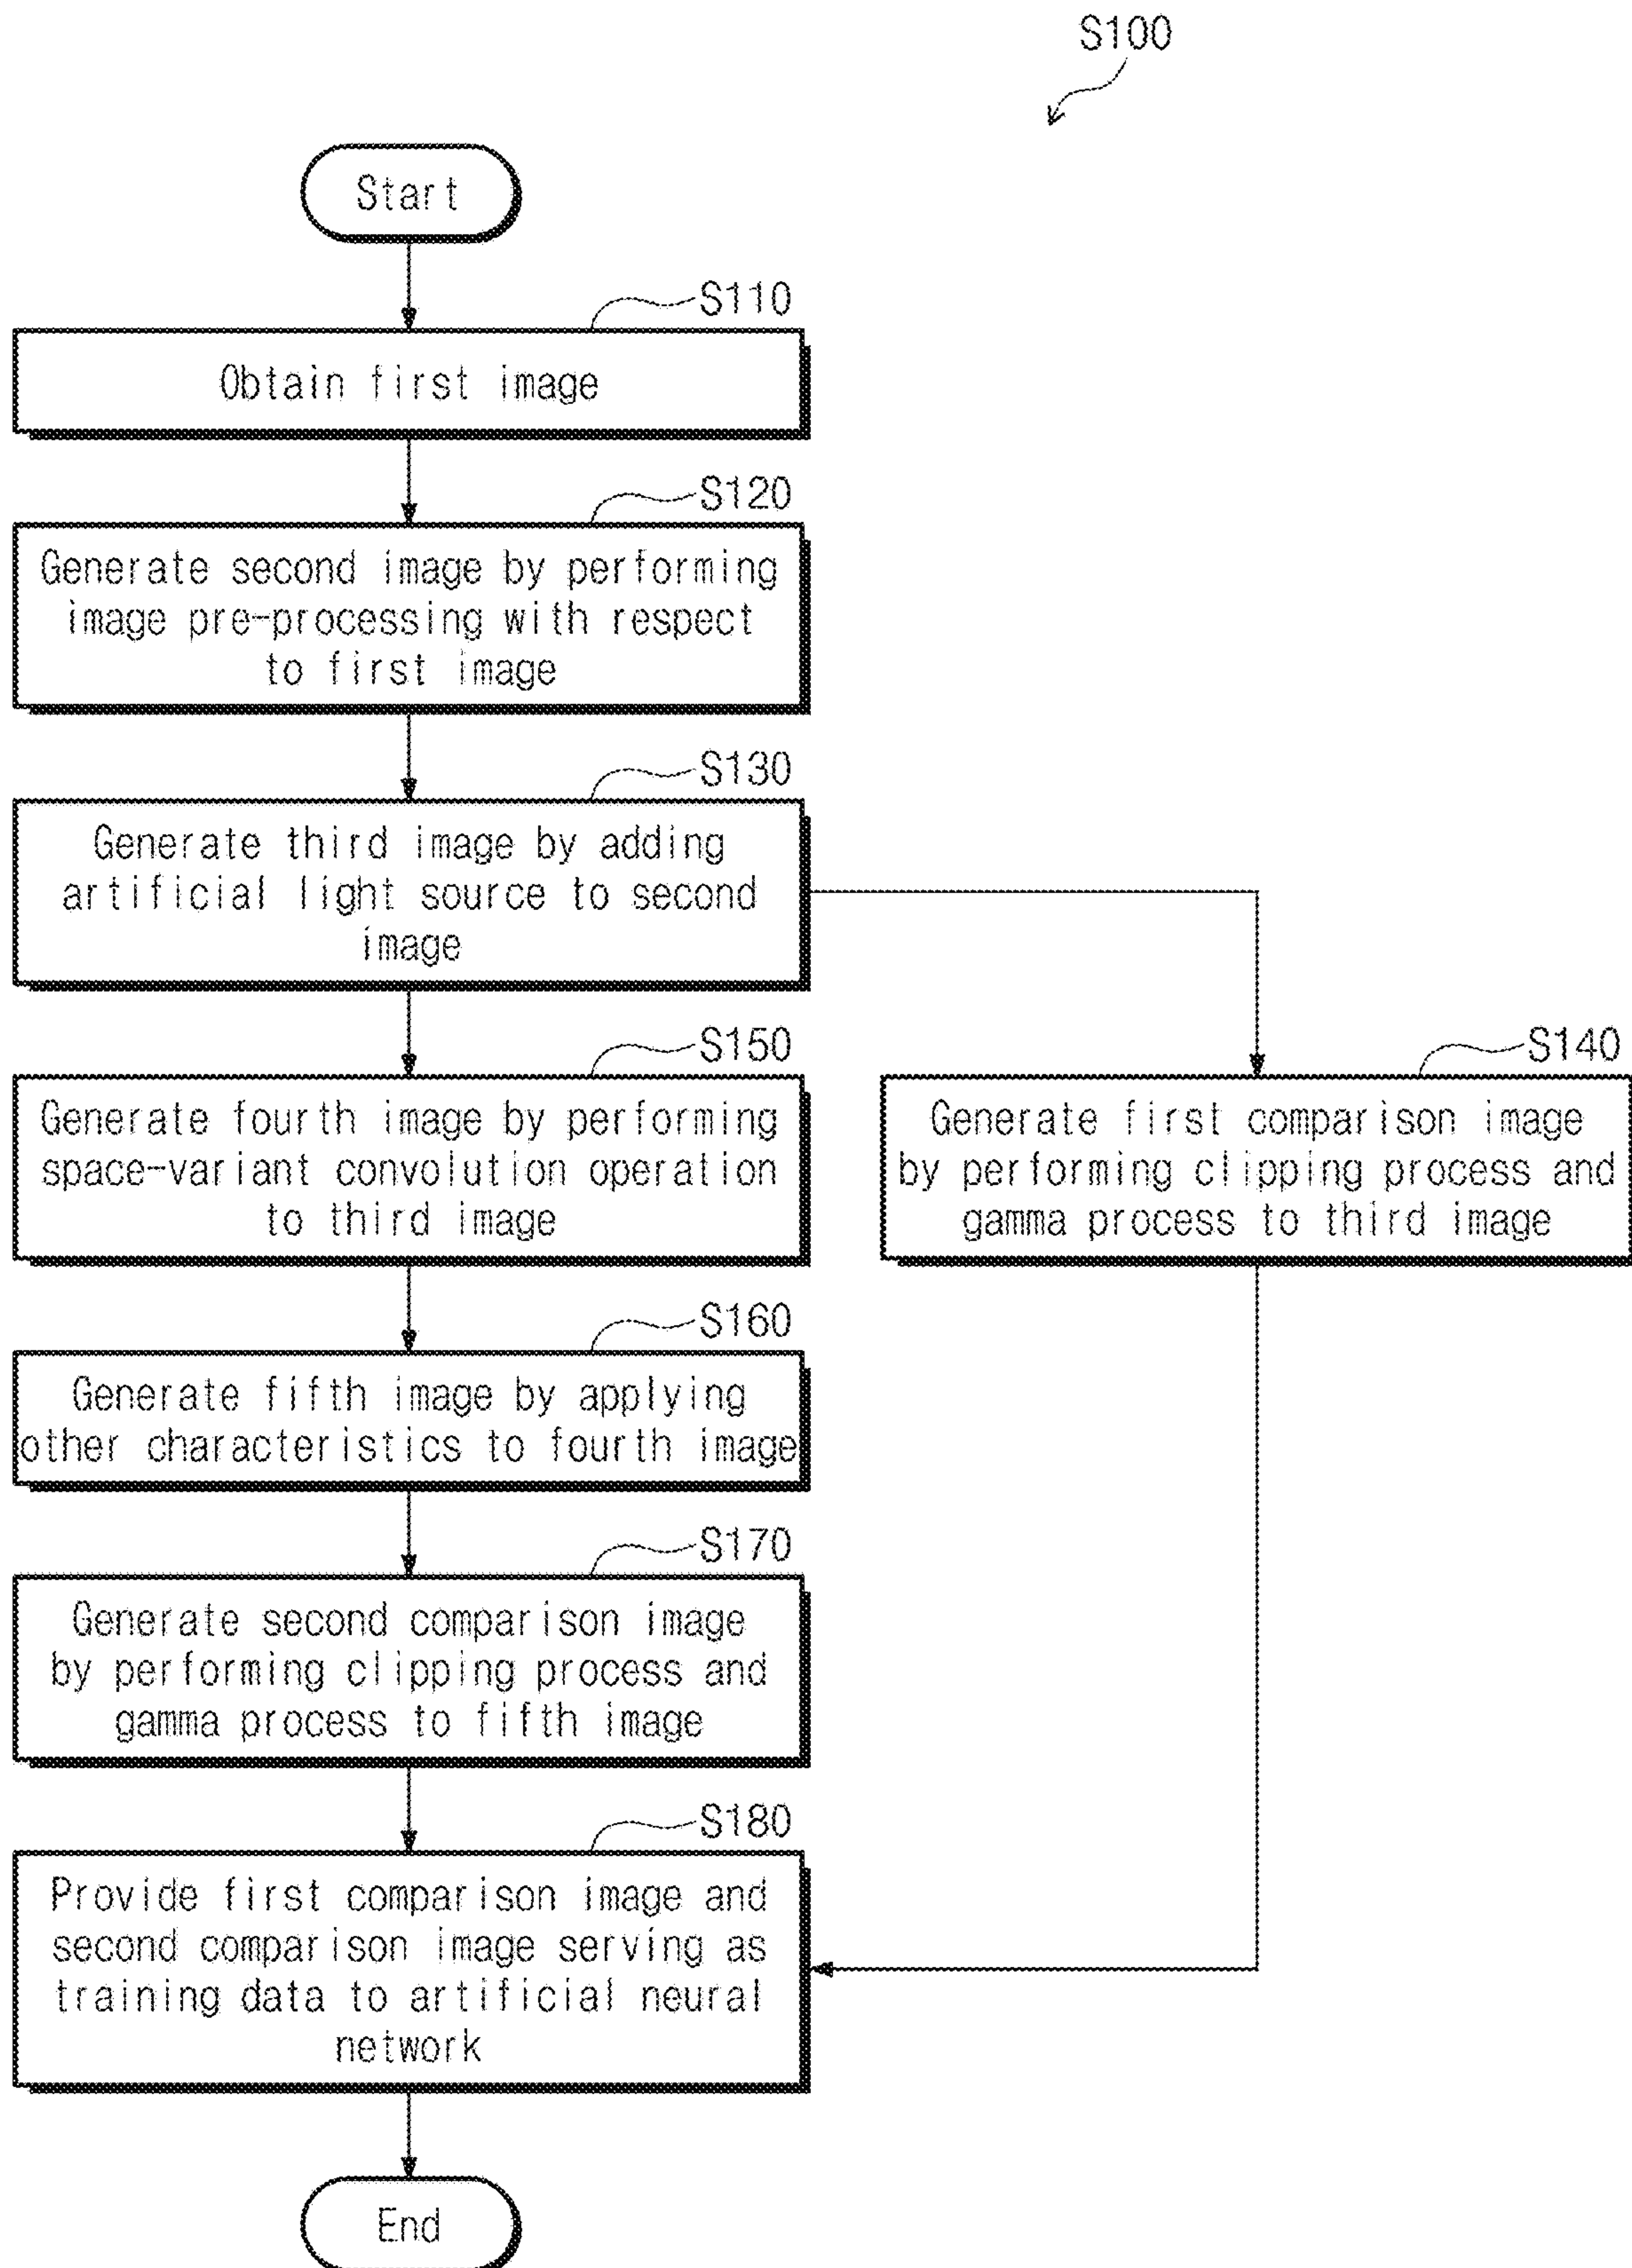 S100
Start
S110
Obtain first image
S120
Generate second image by performing
image pre-processing with respect
to first image
S130
Generate third image by adding
artificial light source to second
image
S150
Generate fourth image by performing
space-variant convolution operation
to third image
S140
Generate first comparison image
by performing clipping process and
gamma process to third image
S160
Generate fifth image by applying
other characteristics to fourth image
S170
Generate second comparison image
by performing clipping process and
gamma process to fifth image
S180
Provide first comparison image and
second comparison image serving as
training data to artificial neural
network
End